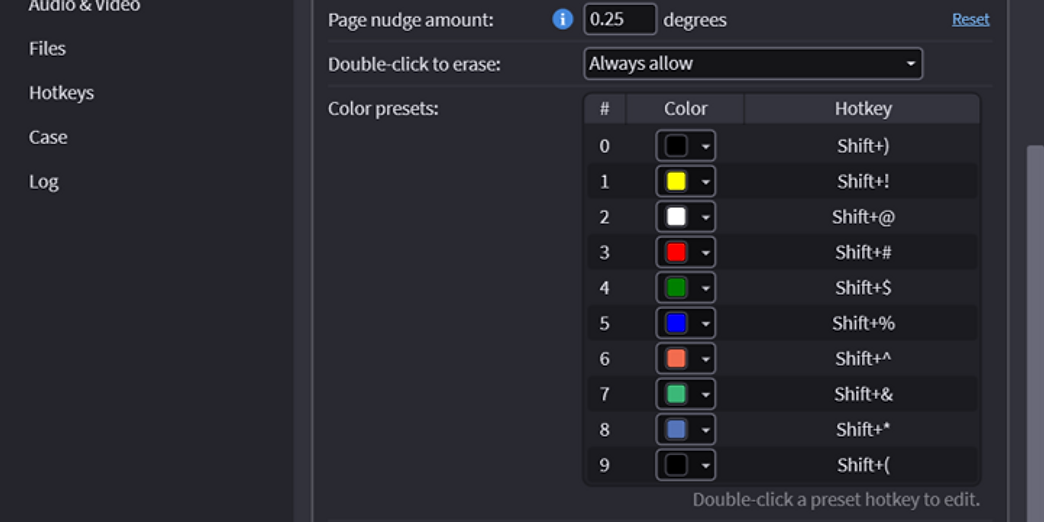 Audio & Video
Files
Hotkeys
Case
Log
Page nudge amount: i 0.25 degrees Reset
Double-click to erase: Always allow
Color presets:
# Color Hotkey
0 Shift+)
1 Shift+!
2 Shift+@
3 Shift+#
4 Shift+$
5 Shift+%
6 Shift+^
7 Shift+&
8 Shift+*
9 Shift+(
Double-click a preset hotkey to edit.